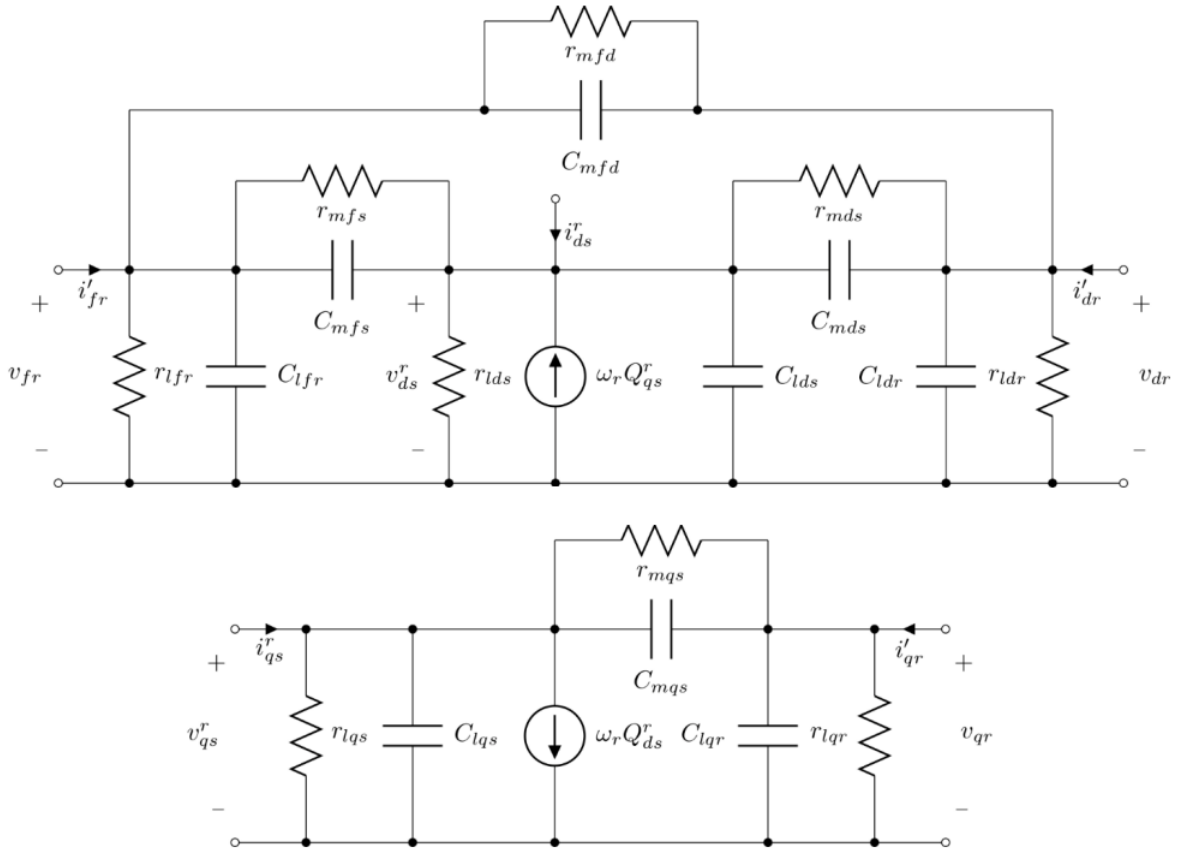 r_{mfd}
C_{mfd}
r_{mfs}
i^r_{ds}
r_{mds}
+ i'_{fr} C_{mfs} + C_{mds} i'_{dr} +
v_{fr} r_{lfr} C_{lfr} v^r_{ds} r_{lds} ω_r Q^r_{qs} C_{lds} C_{ldr} r_{ldr} v_{dr}
− − −
r_{mqs}
+ i^r_{qs} C_{mqs} i'_{qr} +
v^r_{qs} r_{lqs} C_{lqs} ω_r Q^r_{ds} C_{lqr} r_{lqr} v_{qr}
− −